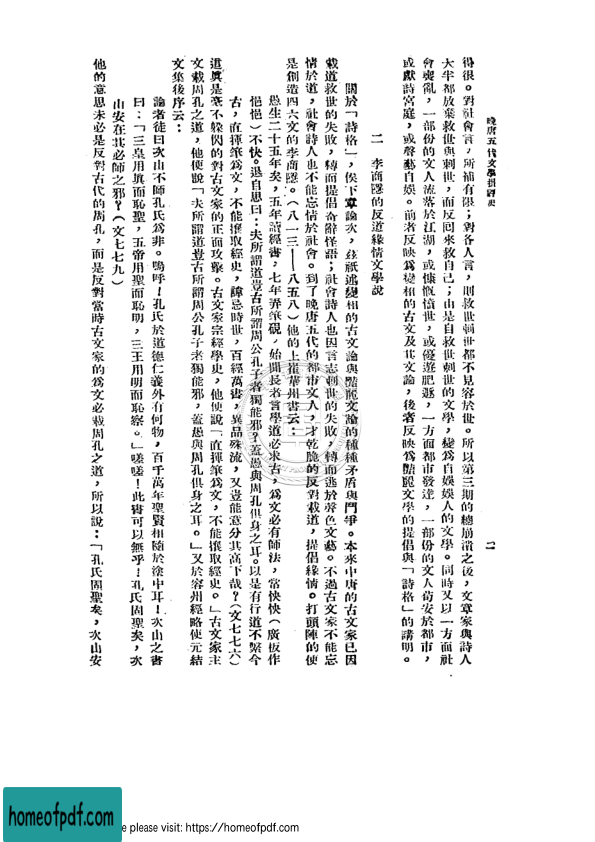 晚唐五代文學批評史
二
得很。對社會言，所補有限；對各人言，則救世刺世都不見容於世。所以第三期的總崩潰之後，文章家與詩人
大半都放棄救世與刺世，而反回來救自己；由是自救世刺世的文學，變爲自娛娛人的文學。同時又以一方面社
會喪亂，一部份的文人流落於江湖，或慷慨憤世，或優遊肥遯，一方面都市發達，一部份的文人苟安於都市，
或獻詩宮庭，或聲藝自娛。前者反映爲變相的古文及其文論，後者反映爲豔麗文學的提倡與「詩格」的講明。
二　李商隱的反道緣情文學說
關於「詩格」，俟下章論次，茲祇述變相的古文論與豔麗文論的種種矛盾與鬥爭。本來中唐的古文家已因
載道救世的失敗，轉而提倡奇辭怪語；社會詩人也因言志刺世的失敗，轉而逃於聲色文藝。不過古文家不能忘
情於道，社會詩人也不能忘情於社會。到了晚唐五代的都市文人，才乾脆的反對載道，提倡緣情。打頭陣的便
是創造四六文的李商隱。（八一三——八五八）他的上崔華州書云：
愚生二十五年矣，五年讀經書，七年弄筆硯，始聞長老言學道必求古，爲文必有師法，常怏怏（廣板作
悒悒）不快。退自思曰：夫所謂道豈古所謂周公孔子者獨能邪？蓋愚與周孔俱身之耳。以是有行道不繫今
古，直揮筆爲文，不能攘取經史，諱忌時世，百經萬書，異品殊流，又豈能意分其高下哉？（文七七六）
這眞是毫不躲閃的對古文家的正面攻擊。古文家宗經學史，他便說「直揮筆爲文，不能攘取經史。」古文家主
文載周孔之道，他便說「夫所謂道豈古所謂周公孔子者獨能邪，蓋愚與周孔俱身之耳。」又於容州經略使元結
文集後序云：
論者徒曰次山不師孔氏爲非。嗚呼！孔氏於道德仁義外有何物，百千萬年聖賢相隨於塗中耳！次山之書
曰：「三皇用眞而恥聖，五帝用聖而恥明，三王用明而恥察。」嗟嗟！此書可以無乎！孔氏固聖矣，次
山安在其必師之邪？（文七七九）
他的意思未必是反對古代的周孔，而是反對當時古文家的爲文必載周孔之道，所以說：「孔氏固聖矣，次山安
homeofpdf.com
e please visit: https://homeofpdf.com